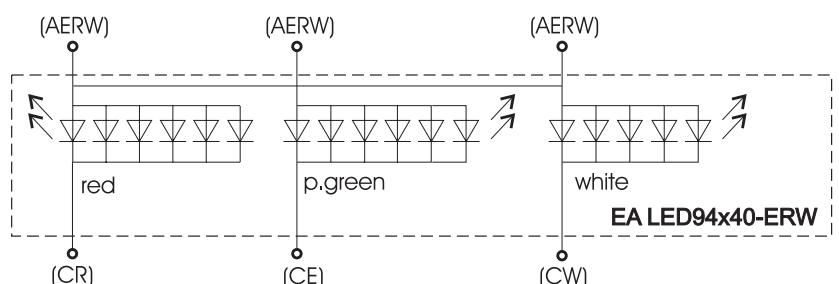 (AERW) (AERW) (AERW)
red p.green white
EA LED94x40-ERW
(CR) (CE) (CW)